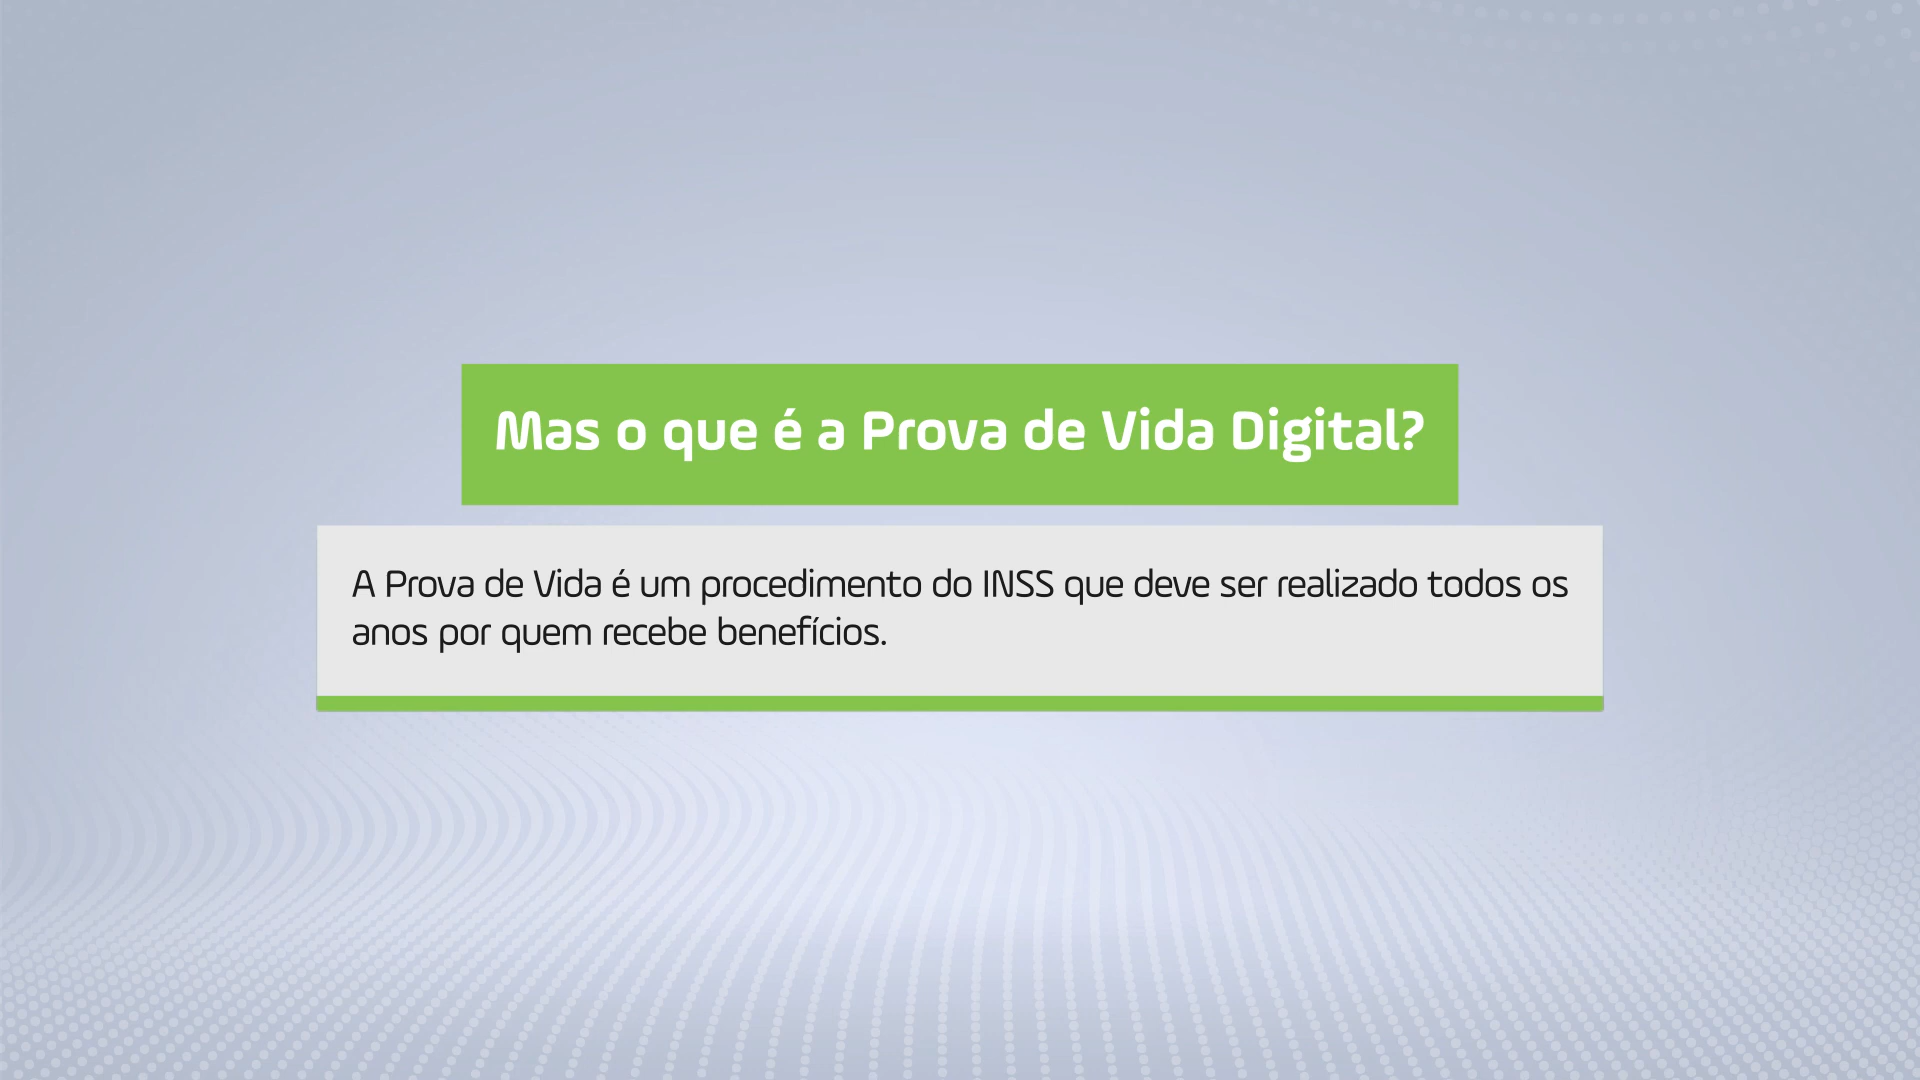 Mas o que é a Prova de Vida Digital?
A Prova de Vida é um procedimento do INSS que deve ser realizado todos os
anos por quem recebe benefícios.